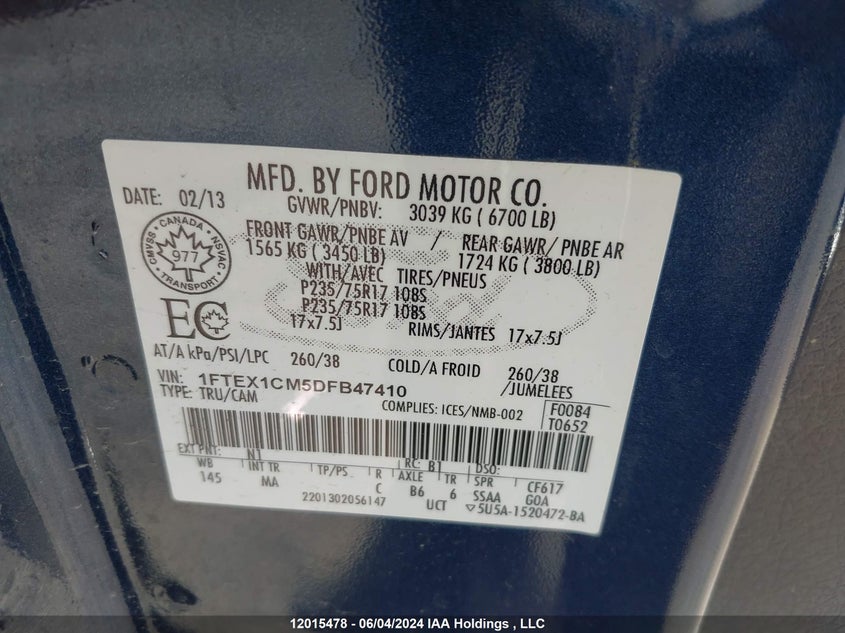 MFD. BY FORD MOTOR CO.
DATE: 02/13
GVWR/PNBV: 3039 KG ( 6700 LB)
FRONT GAWR/PNBE AV / REAR GAWR/ PNBE AR
1565 KG ( 3450 LB) 1724 KG ( 3800 LB)
WITH/AVEC TIRES/PNEUS
P235/75R17 108S
P235/75R17 108S
17x7.5J RIMS/JANTES 17x7.5J
CANADA
CMVSS NSVAC
977
TRANSPORT
EC
AT/A kPa/PSI/LPC 260/38 COLD/A FROID 260/38
/JUMELEES
VIN: 1FTEX1CM5DFB47410
TYPE: TRU/CAM
COMPLIES: ICES/NMB-002
F0084
T0652
EXT PNT: N1 RC: B1 DSO:
WB INT TR TP/PS R AXLE TR SPR CF617
145 MA C B6 6 SSAA G0A
2201302056147 UCT ▽5U5A-1520472-BA
12015478 - 06/04/2024 IAA Holdings , LLC